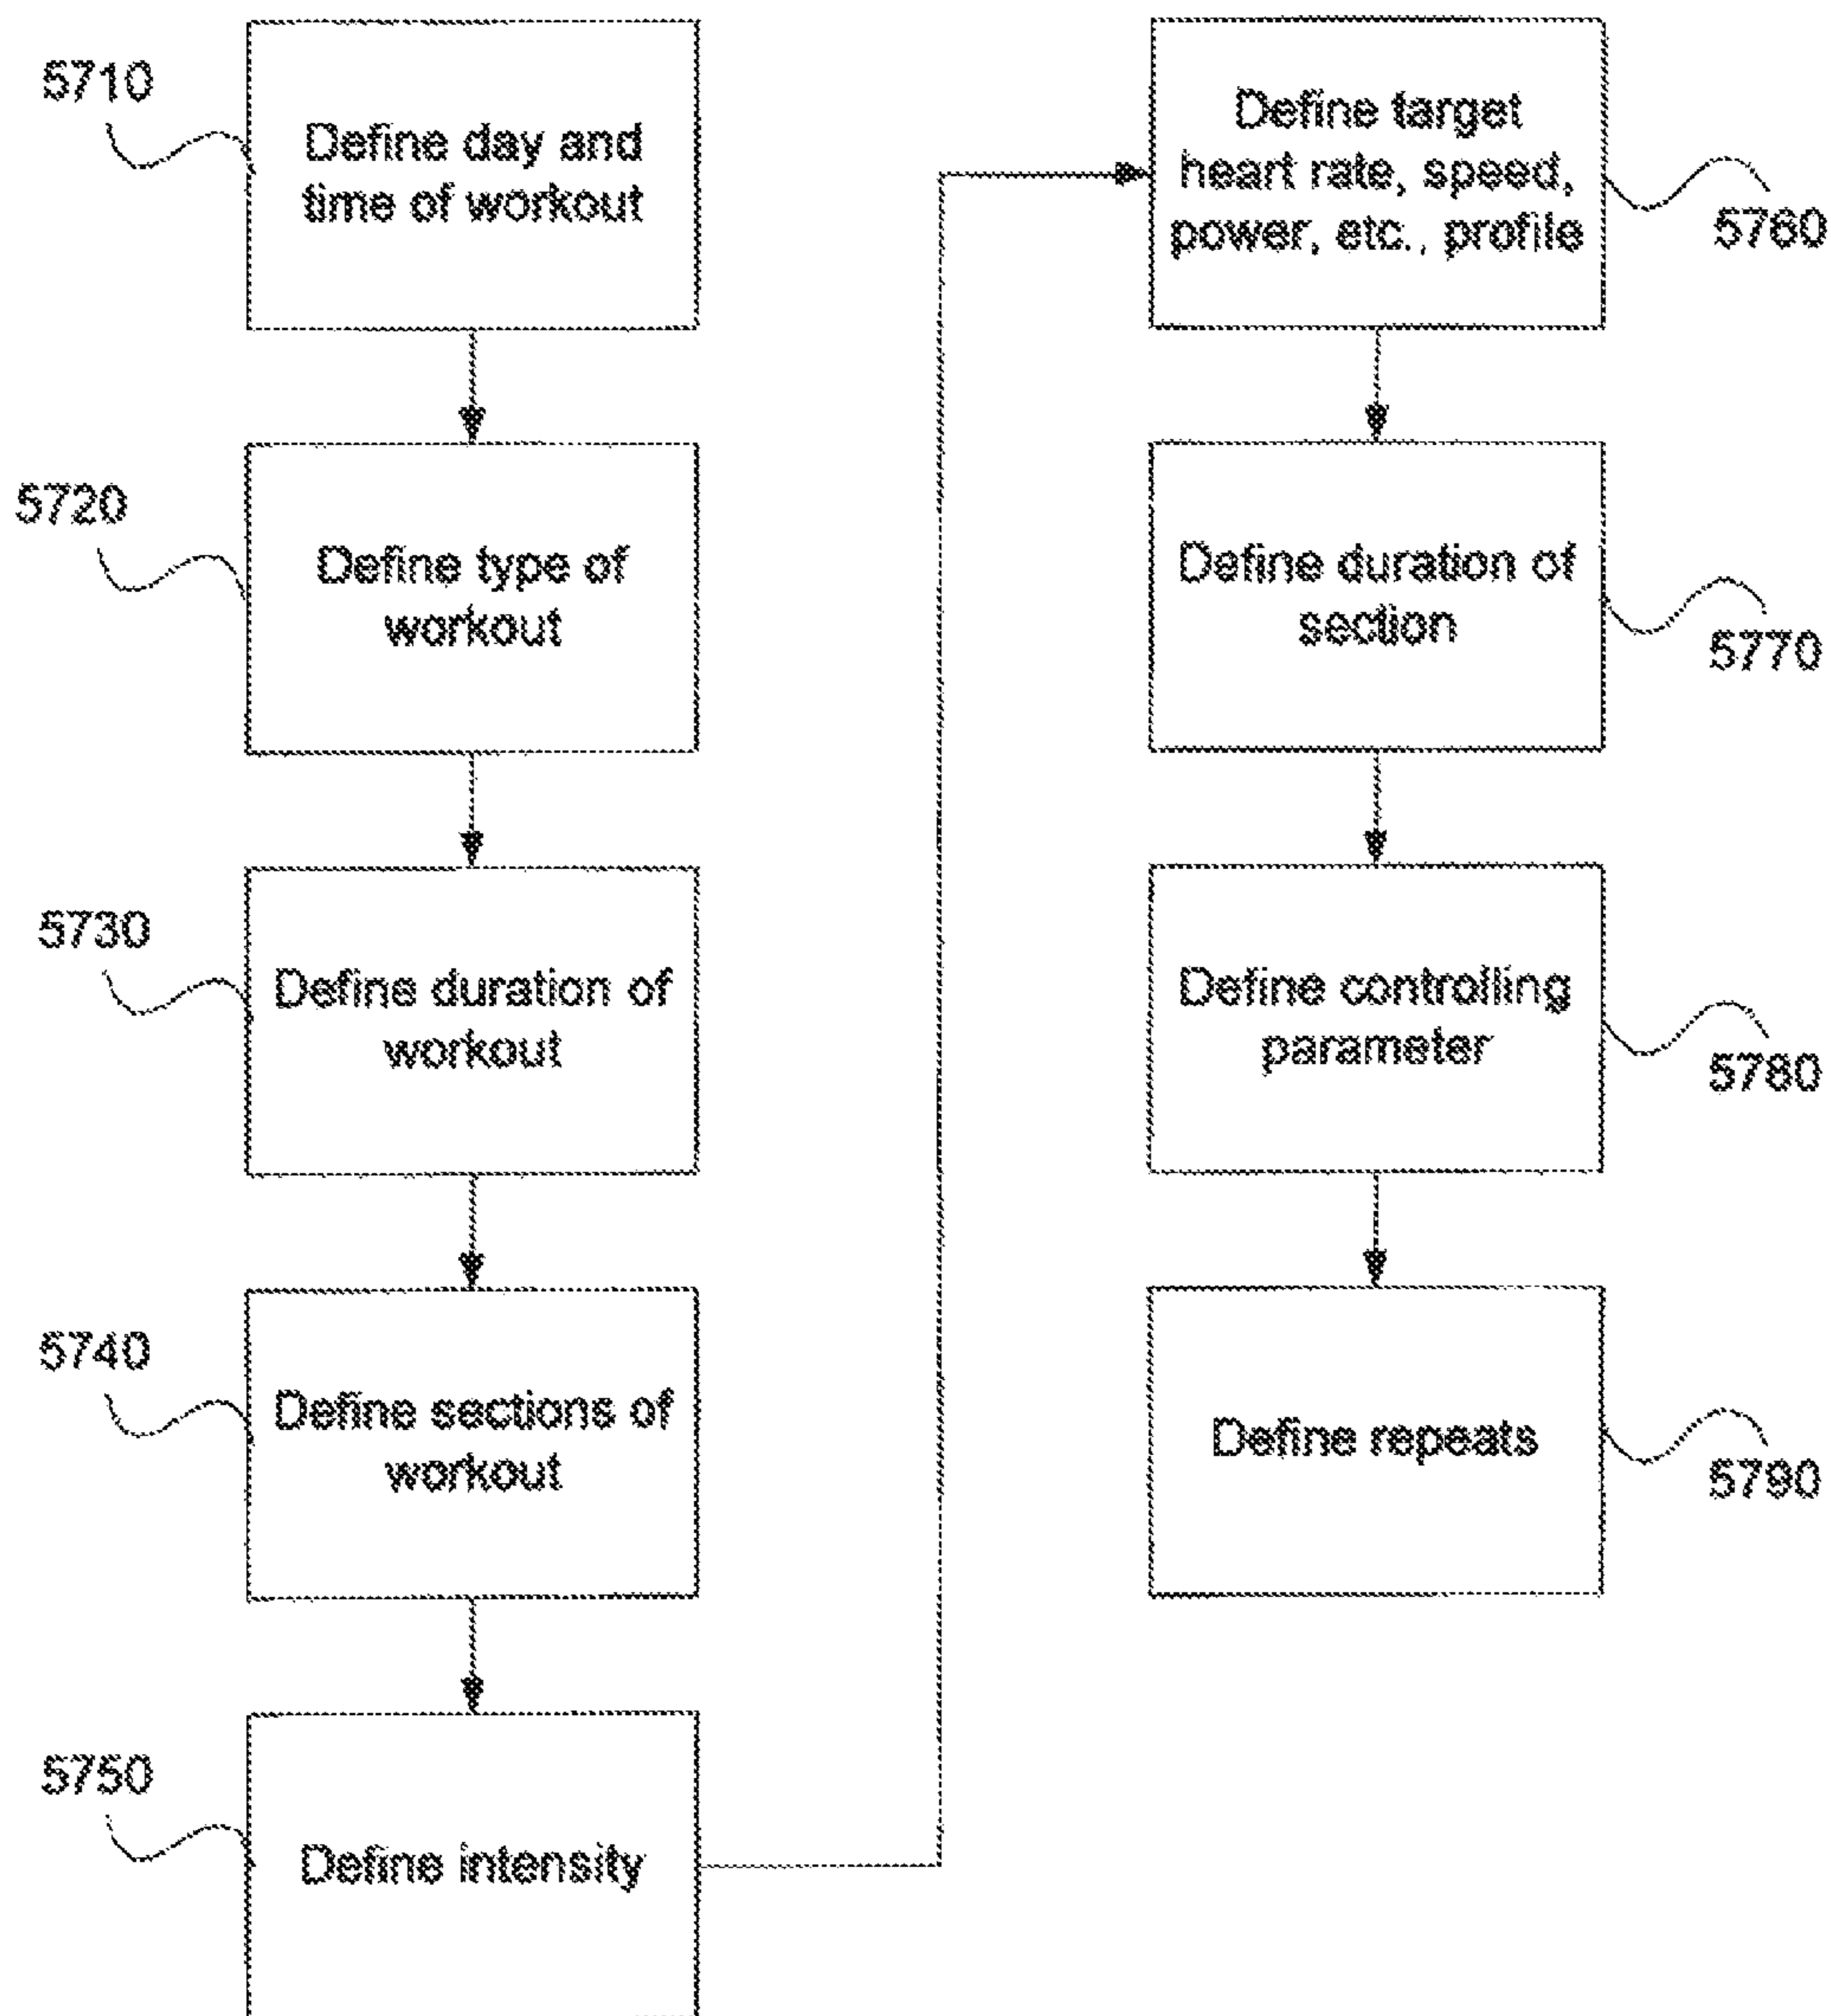 5710
Define day and
time of workout
5720
Define type of
workout
5730
Define duration of
workout
5740
Define sections of
workout
5750
Define intensity
Define target
heart rate, speed,
power, etc., profile
5760
Define duration of
section
5770
Define controlling
parameter
5780
Define repeats
5790